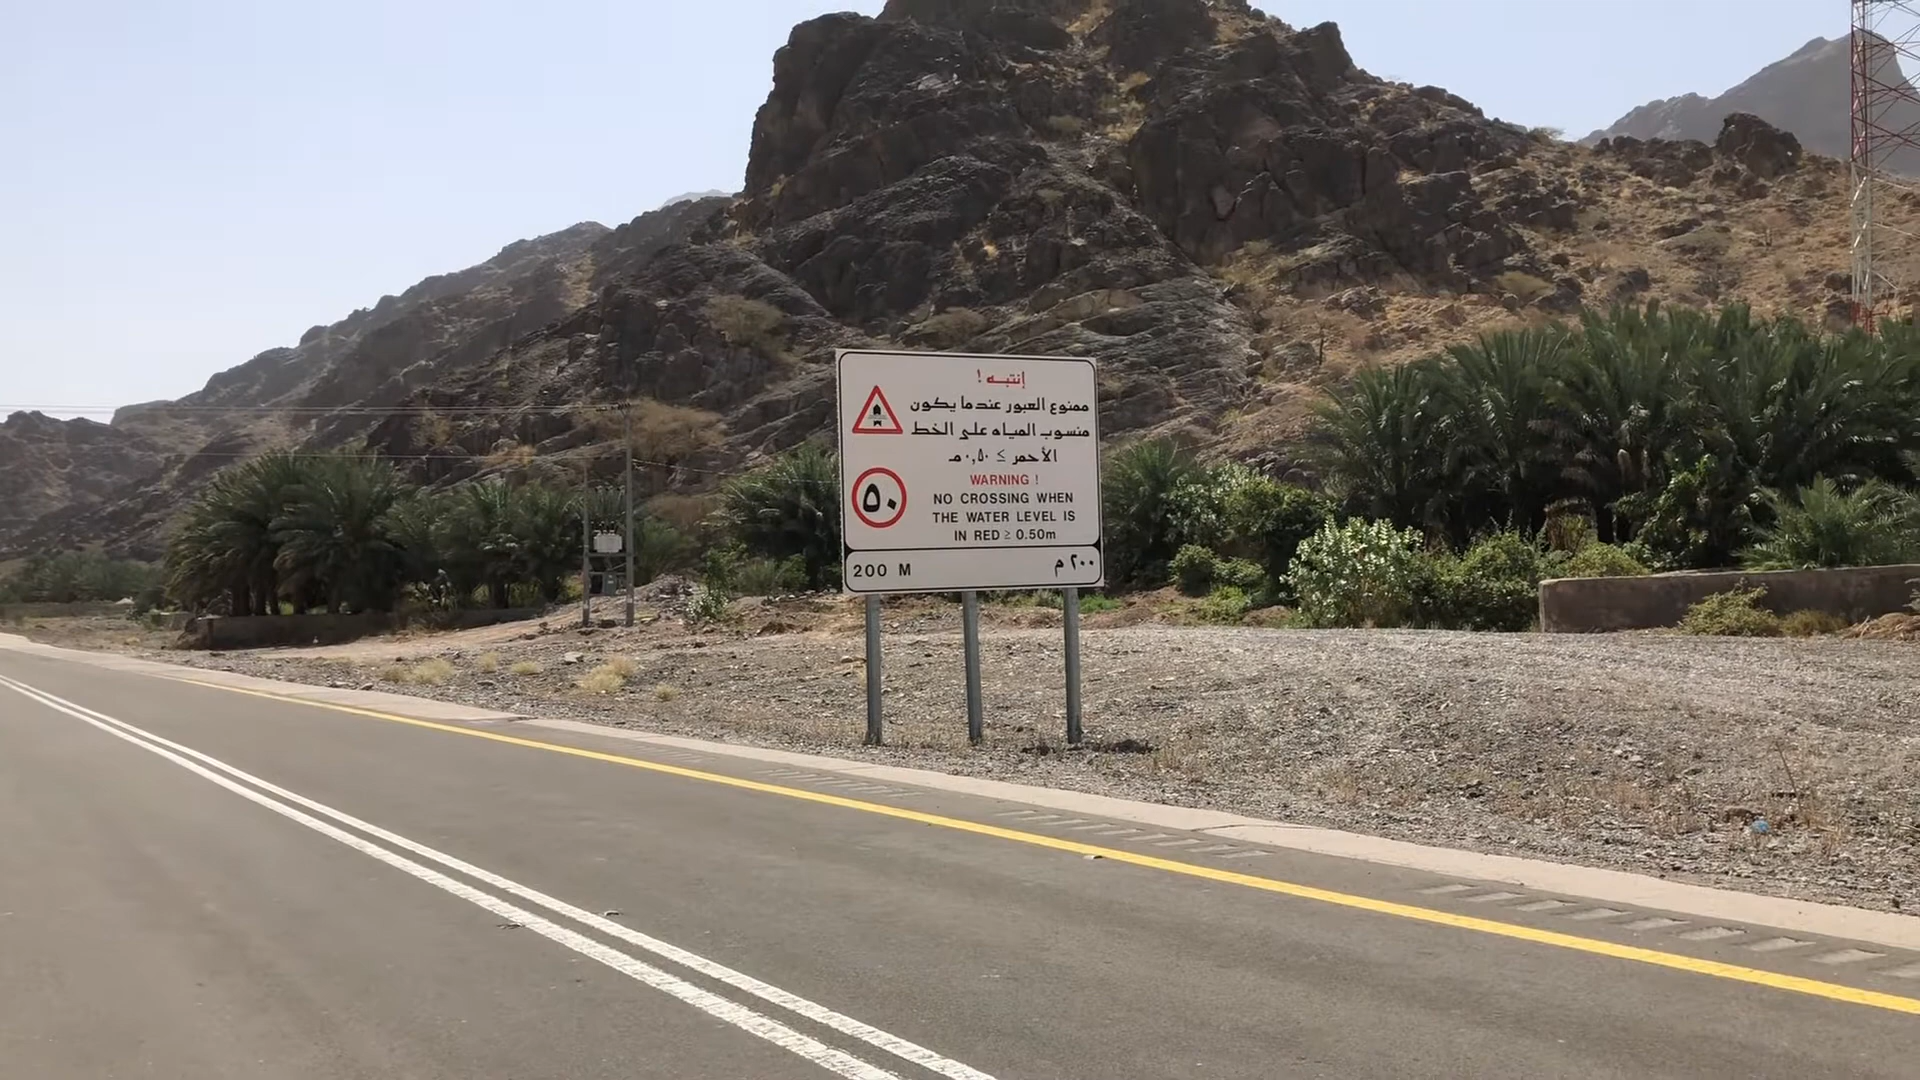 إنتبه !
ممنوع العبور عندما يكون
منسوب المياه على الخط
الأحمر ≥ ٠,٥٠م
٥٠
WARNING !
NO CROSSING WHEN
THE WATER LEVEL IS
IN RED ≥ 0.50m
200 M ٢٠٠ م